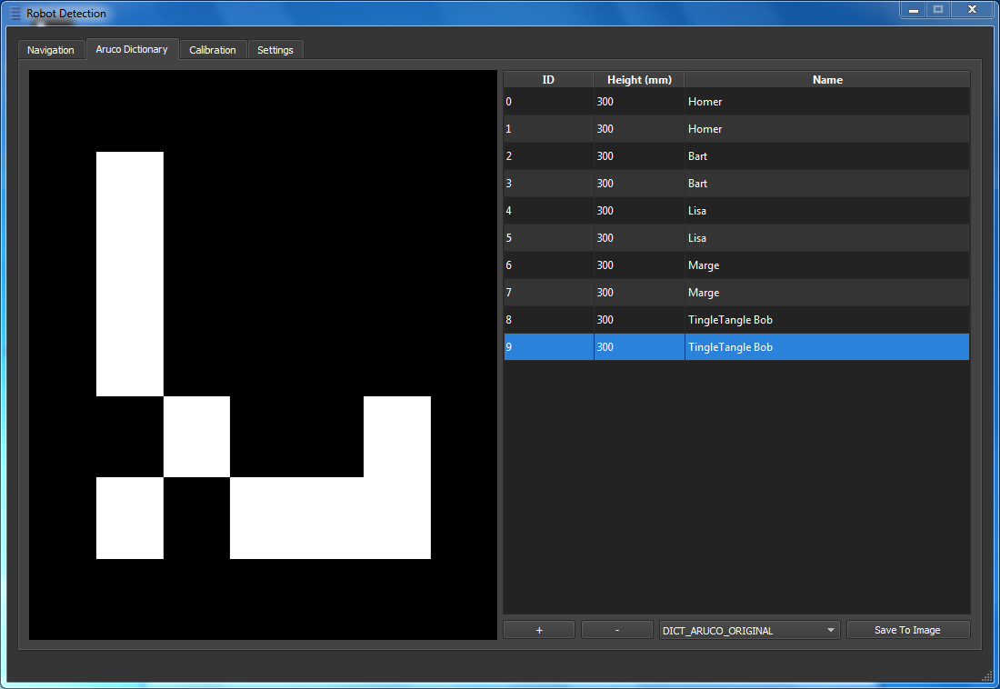 Robot Detection
Navigation Aruco Dictionary Calibration Settings
ID Height (mm) Name
0 300 Homer
1 300 Homer
2 300 Bart
3 300 Bart
4 300 Lisa
5 300 Lisa
6 300 Marge
7 300 Marge
8 300 TingleTangle Bob
9 300 TingleTangle Bob
+ - DICT_ARUCO_ORIGINAL Save To Image